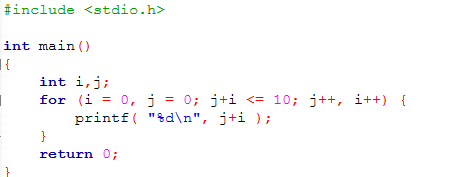 #include <stdio.h>
int main()
{
    int i,j;
    for (i = 0, j = 0; j+i <= 10; j++, i++) {
        printf( "%d\n", j+i );
    }
    return 0;
}